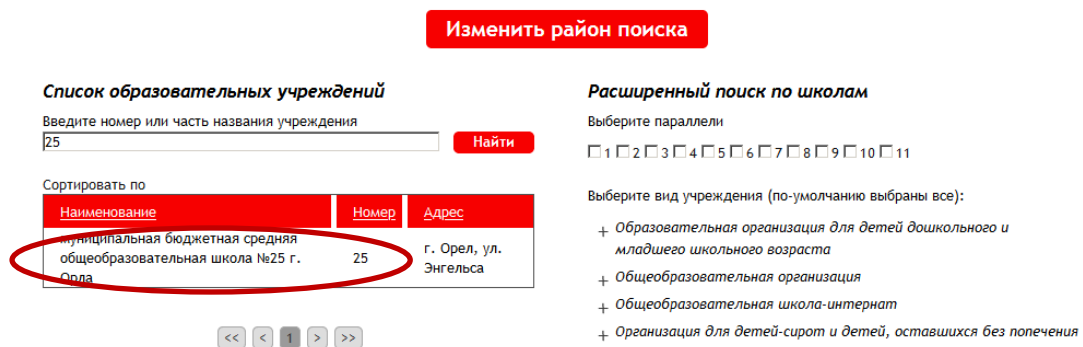 Изменить район поиска
Список образовательных учреждений
Введите номер или часть названия учреждения
25
Найти
Сортировать по
Наименование Номер Адрес
муниципальная бюджетная средняя
общеобразовательная школа №25 г.
Орла
25
г. Орел, ул.
Энгельса
<< < 1 > >>
Расширенный поиск по школам
Выберите параллели
1 2 3 4 5 6 7 8 9 10 11
Выберите вид учреждения (по-умолчанию выбраны все):
+ Образовательная организация для детей дошкольного и
младшего школьного возраста
+ Общеобразовательная организация
+ Общеобразовательная школа-интернат
+ Организация для детей-сирот и детей, оставшихся без попечения